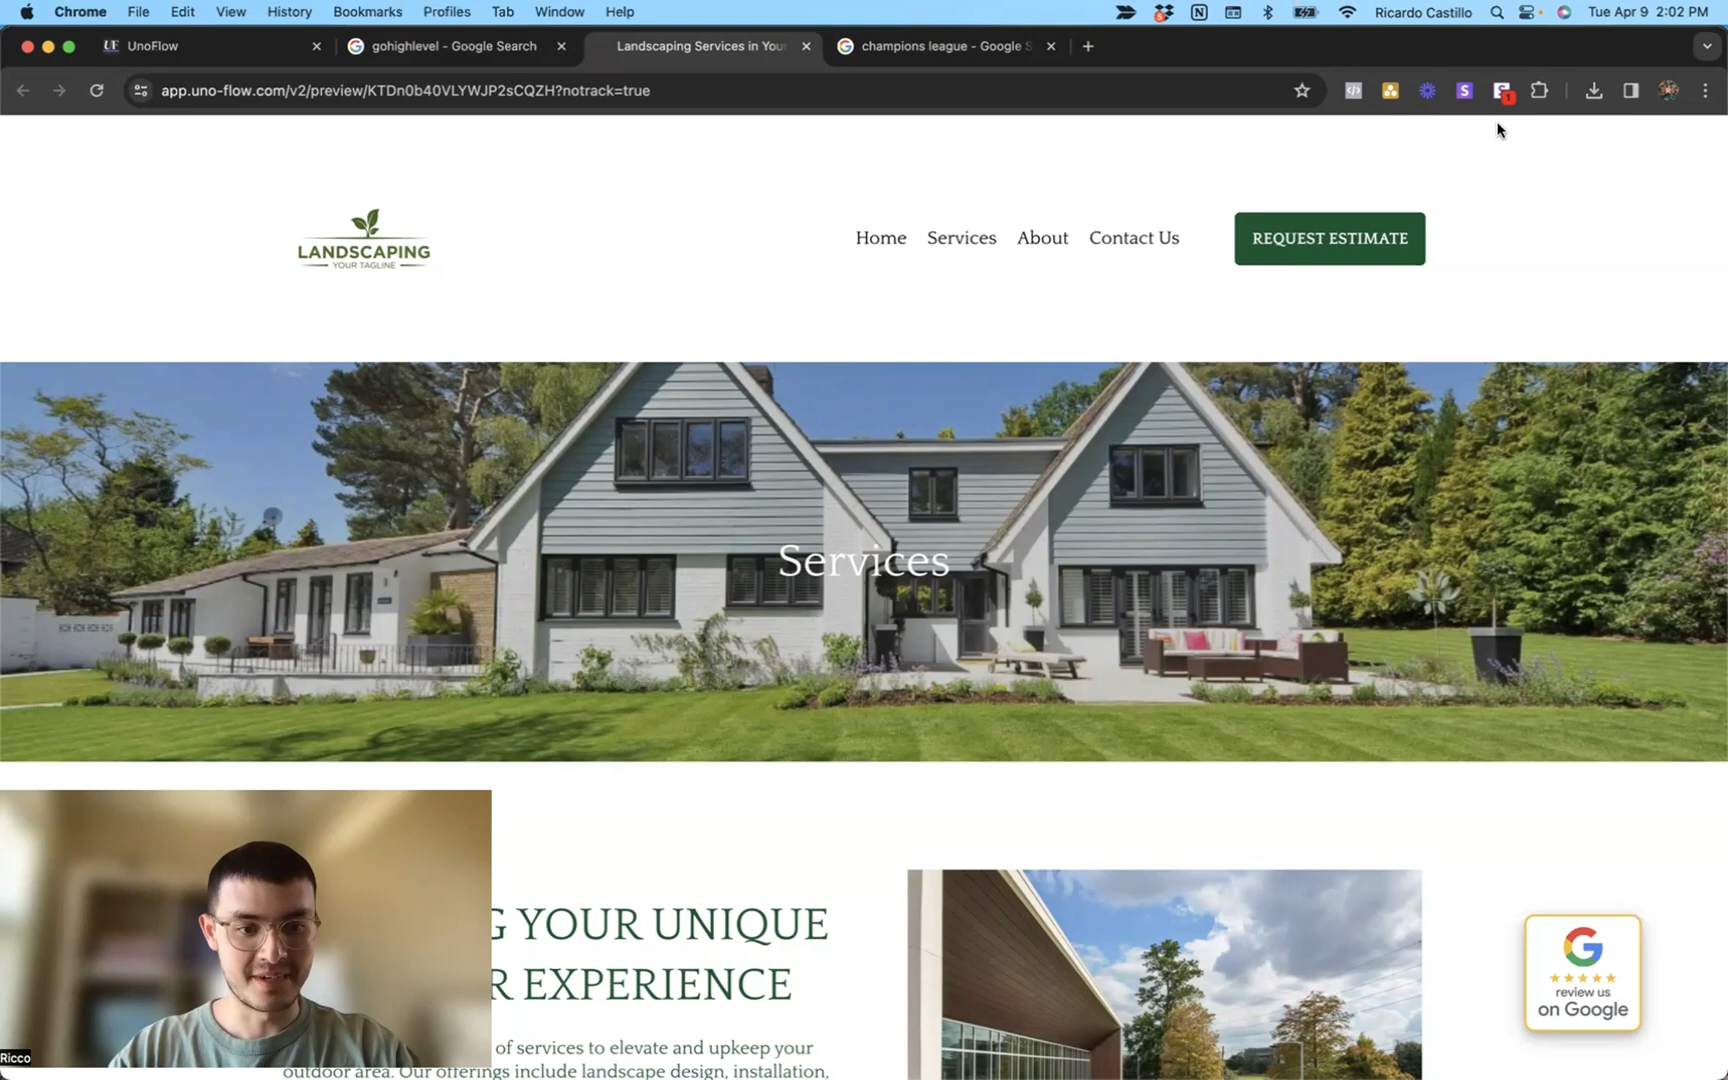 Chrome File Edit View History Bookmarks Profiles Tab Window Help
Ricardo Castillo
Tue Apr 9 2:02 PM
UF UnoFlow
gohighlevel - Google Search
Landscaping Services in Your
champions league - Google S
app.uno-flow.com/v2/preview/KTDn0b40VLYWJP2sCQZH?notrack=true
LANDSCAPING
YOUR TAGLINE
Home Services About Contact Us
REQUEST ESTIMATE
Services
G YOUR UNIQUE
R EXPERIENCE
of services to elevate and upkeep your
outdoor area. Our offerings include landscape design, installation,
review us
on Google
Ricco